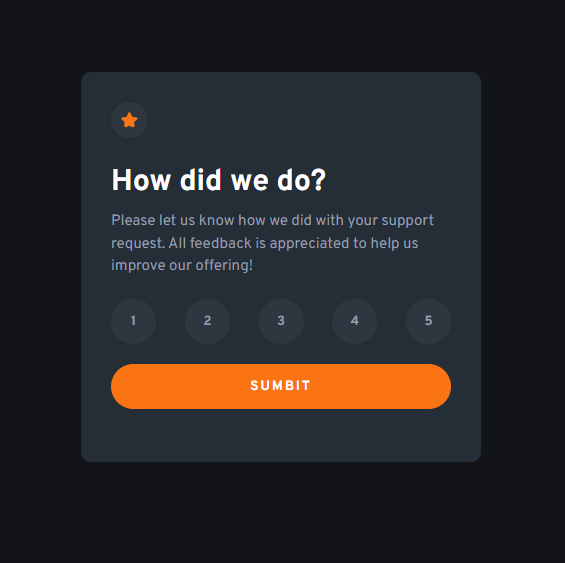 How did we do?
Please let us know how we did with your support
request. All feedback is appreciated to help us
improve our offering!
1 2 3 4 5
SUMBIT